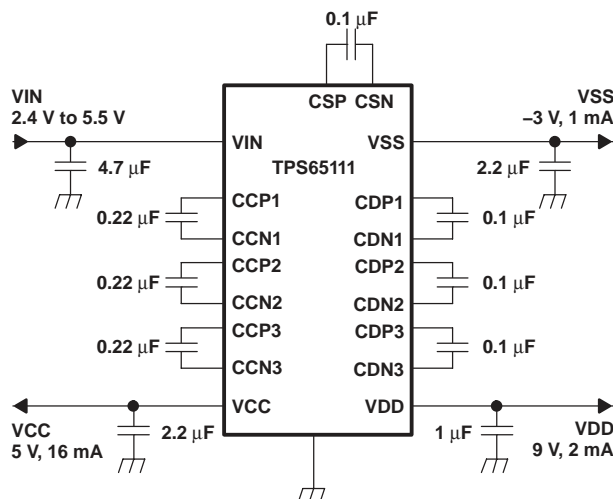 0.1 μF
CSP CSN
VIN
2.4 V to 5.5 V
VSS
–3 V, 1 mA
VIN
VSS
TPS65111
4.7 μF
2.2 μF
CCP1
CDP1
0.22 μF
0.1 μF
CCN1
CDN1
CCP2
CDP2
0.22 μF
0.1 μF
CCN2
CDN2
CCP3
CDP3
0.22 μF
0.1 μF
CCN3
CDN3
VCC
VDD
VCC
5 V, 16 mA
2.2 μF
1 μF
VDD
9 V, 2 mA